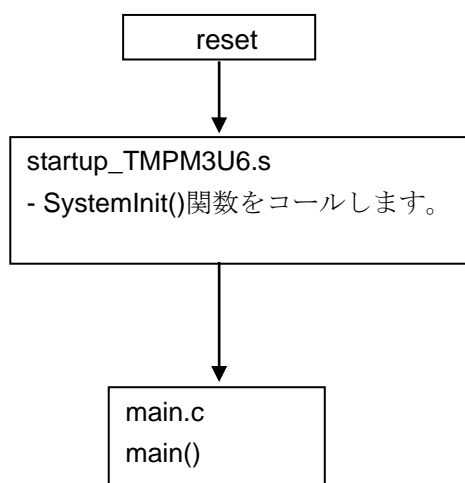 reset
startup_TMPM3U6.s
- SystemInit()関数をコールします。
main.c
main()